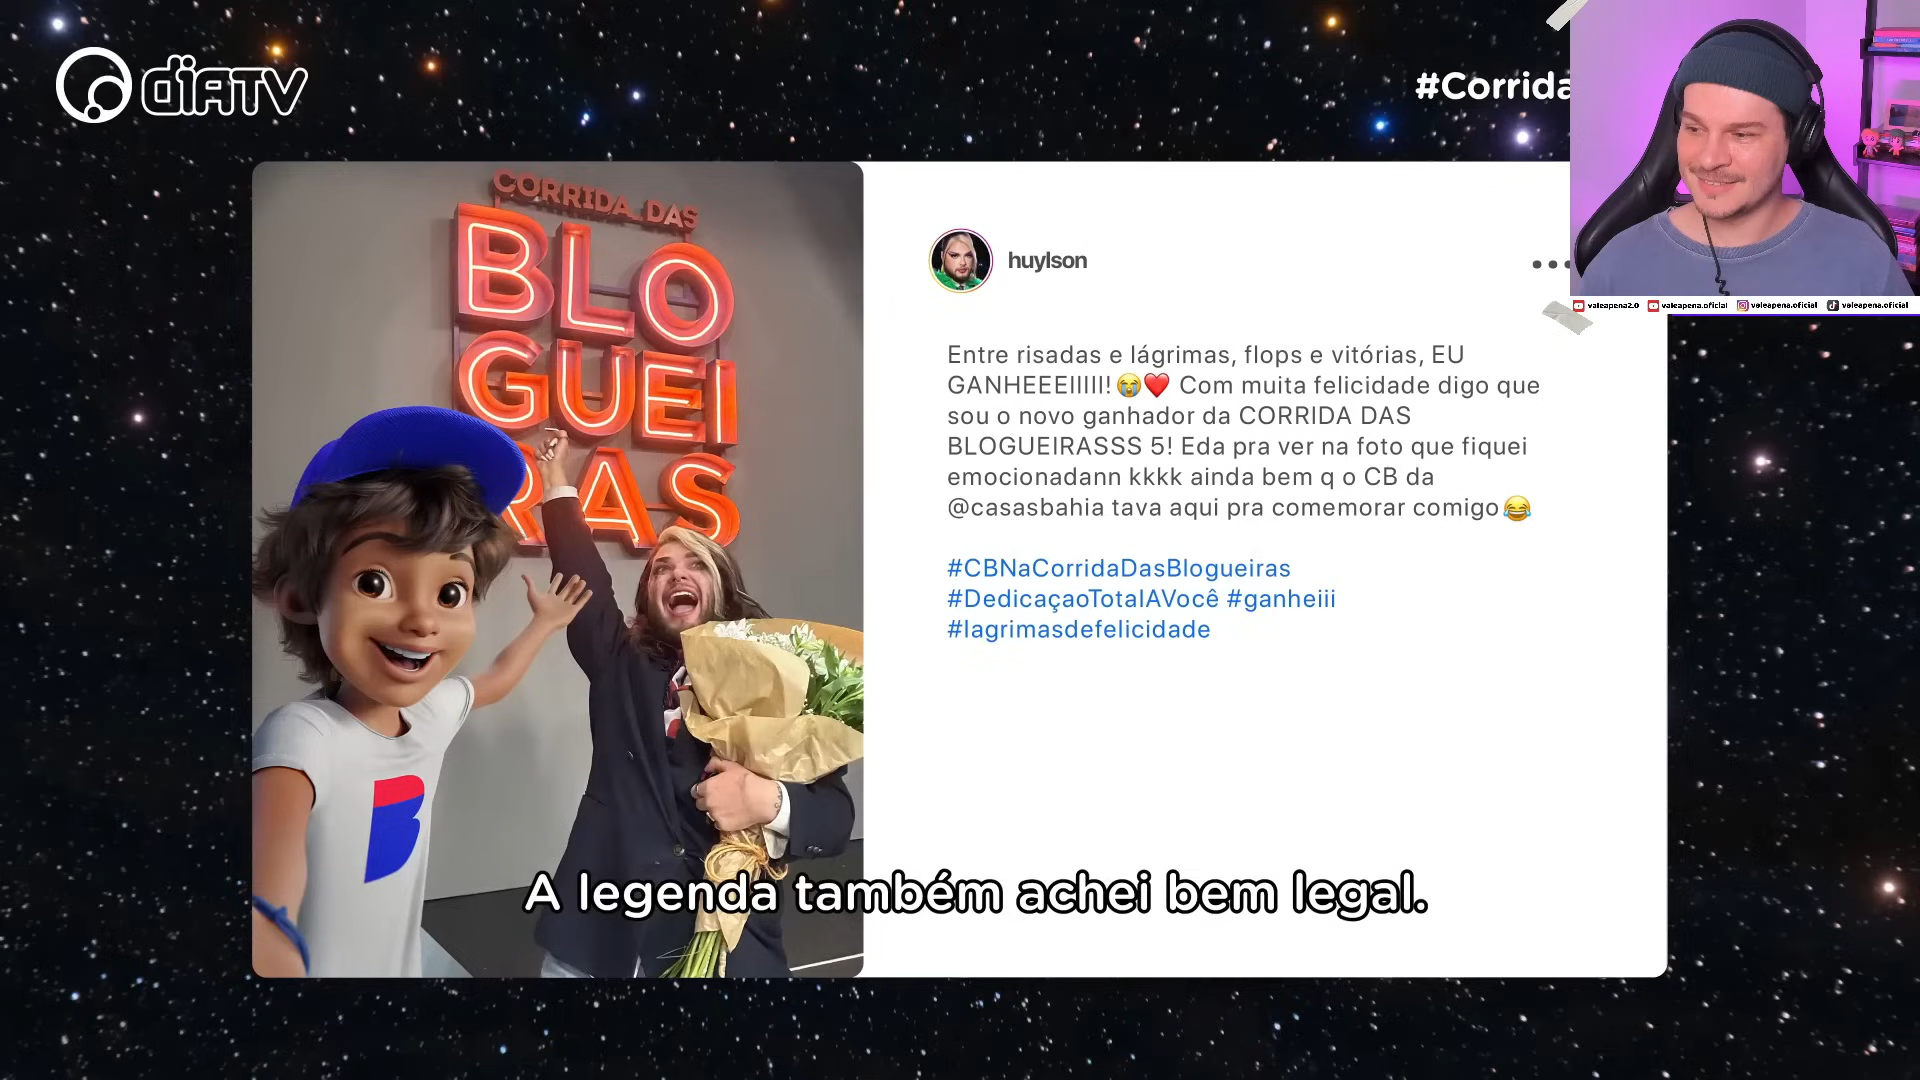 diATV
#Corrida
CORRIDA DAS
BLO
GUEI
RAS
huylson
Entre risadas e lágrimas, flops e vitórias, EU
GANHEEEIIIII!😭❤️ Com muita felicidade digo que
sou o novo ganhador da CORRIDA DAS
BLOGUEIRASSS 5! Eda pra ver na foto que fiquei
emocionadann kkkk ainda bem q o CB da
@casasbahia tava aqui pra comemorar comigo😂
#CBNaCorridaDasBlogueiras
#DedicaçaoTotalAVocê #ganheiii
#lagrimasdefelicidade
B
A legenda também achei bem legal.
valeapena2.0 valeapena.oficial valeapena.oficial valeapena.oficial